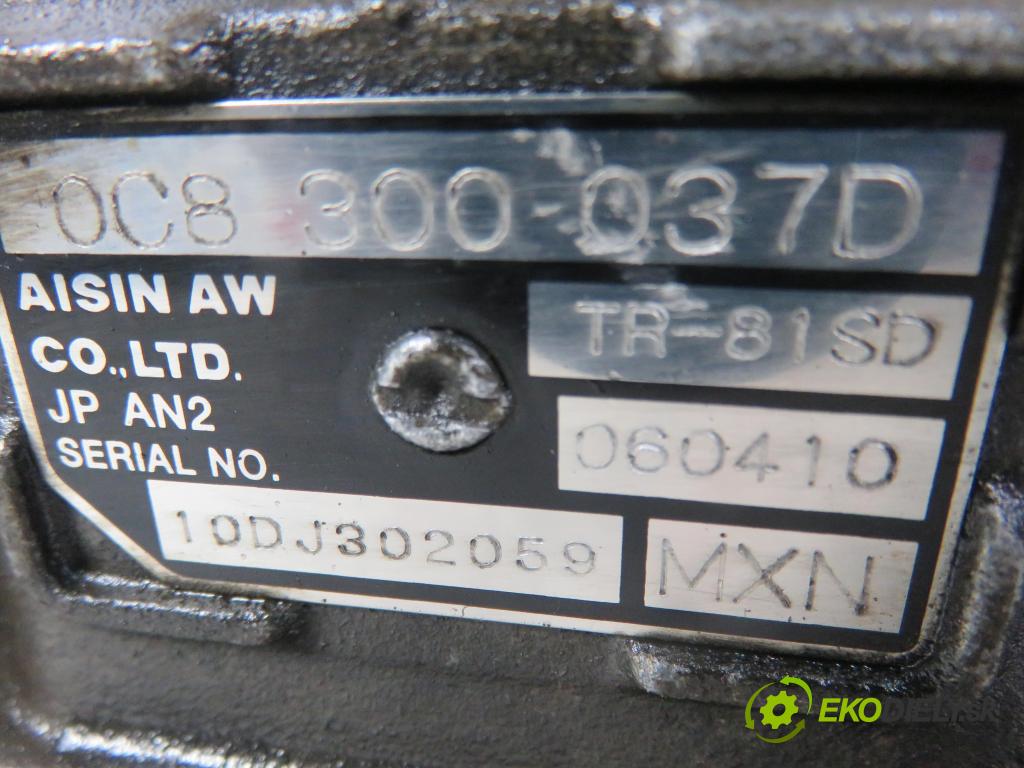 0C8 300 037D
AISIN AW
CO.,LTD.
JP AN2
SERIAL NO.
TR-81SD
060410
10DJ302059
MXN
EKODIELY.SK